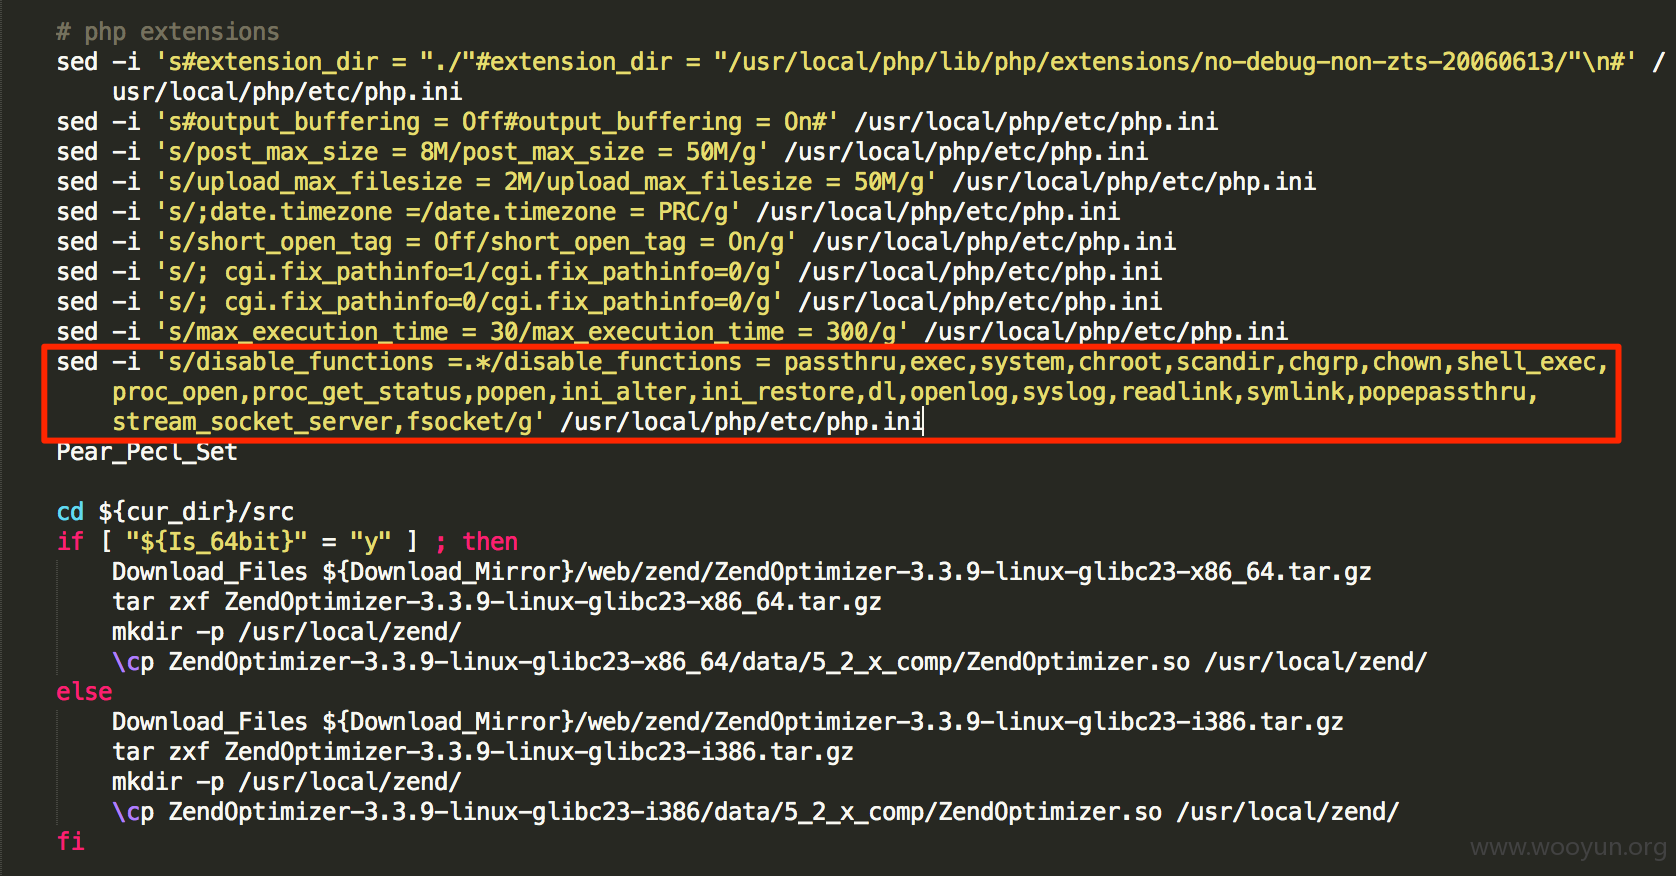 # php extensions
sed -i 's#extension_dir = "./"#extension_dir = "/usr/local/php/lib/php/extensions/no-debug-non-zts-20060613/"\n#' /
usr/local/php/etc/php.ini
sed -i 's#output_buffering = Off#output_buffering = On#' /usr/local/php/etc/php.ini
sed -i 's/post_max_size = 8M/post_max_size = 50M/g' /usr/local/php/etc/php.ini
sed -i 's/upload_max_filesize = 2M/upload_max_filesize = 50M/g' /usr/local/php/etc/php.ini
sed -i 's/;date.timezone =/date.timezone = PRC/g' /usr/local/php/etc/php.ini
sed -i 's/short_open_tag = Off/short_open_tag = On/g' /usr/local/php/etc/php.ini
sed -i 's/; cgi.fix_pathinfo=1/cgi.fix_pathinfo=0/g' /usr/local/php/etc/php.ini
sed -i 's/; cgi.fix_pathinfo=0/cgi.fix_pathinfo=0/g' /usr/local/php/etc/php.ini
sed -i 's/max_execution_time = 30/max_execution_time = 300/g' /usr/local/php/etc/php.ini
sed -i 's/disable_functions =.*/disable_functions = passthru,exec,system,chroot,scandir,chgrp,chown,shell_exec,
proc_open,proc_get_status,popen,ini_alter,ini_restore,dl,openlog,syslog,readlink,symlink,popepassthru,
stream_socket_server,fsocket/g' /usr/local/php/etc/php.ini
Pear_Pecl_Set
cd ${cur_dir}/src
if [ "${Is_64bit}" = "y" ] ; then
Download_Files ${Download_Mirror}/web/zend/ZendOptimizer-3.3.9-linux-glibc23-x86_64.tar.gz
tar zxf ZendOptimizer-3.3.9-linux-glibc23-x86_64.tar.gz
mkdir -p /usr/local/zend/
\cp ZendOptimizer-3.3.9-linux-glibc23-x86_64/data/5_2_x_comp/ZendOptimizer.so /usr/local/zend/
else
Download_Files ${Download_Mirror}/web/zend/ZendOptimizer-3.3.9-linux-glibc23-i386.tar.gz
tar zxf ZendOptimizer-3.3.9-linux-glibc23-i386.tar.gz
mkdir -p /usr/local/zend/
\cp ZendOptimizer-3.3.9-linux-glibc23-i386/data/5_2_x_comp/ZendOptimizer.so /usr/local/zend/
fi
www.wooyun.org